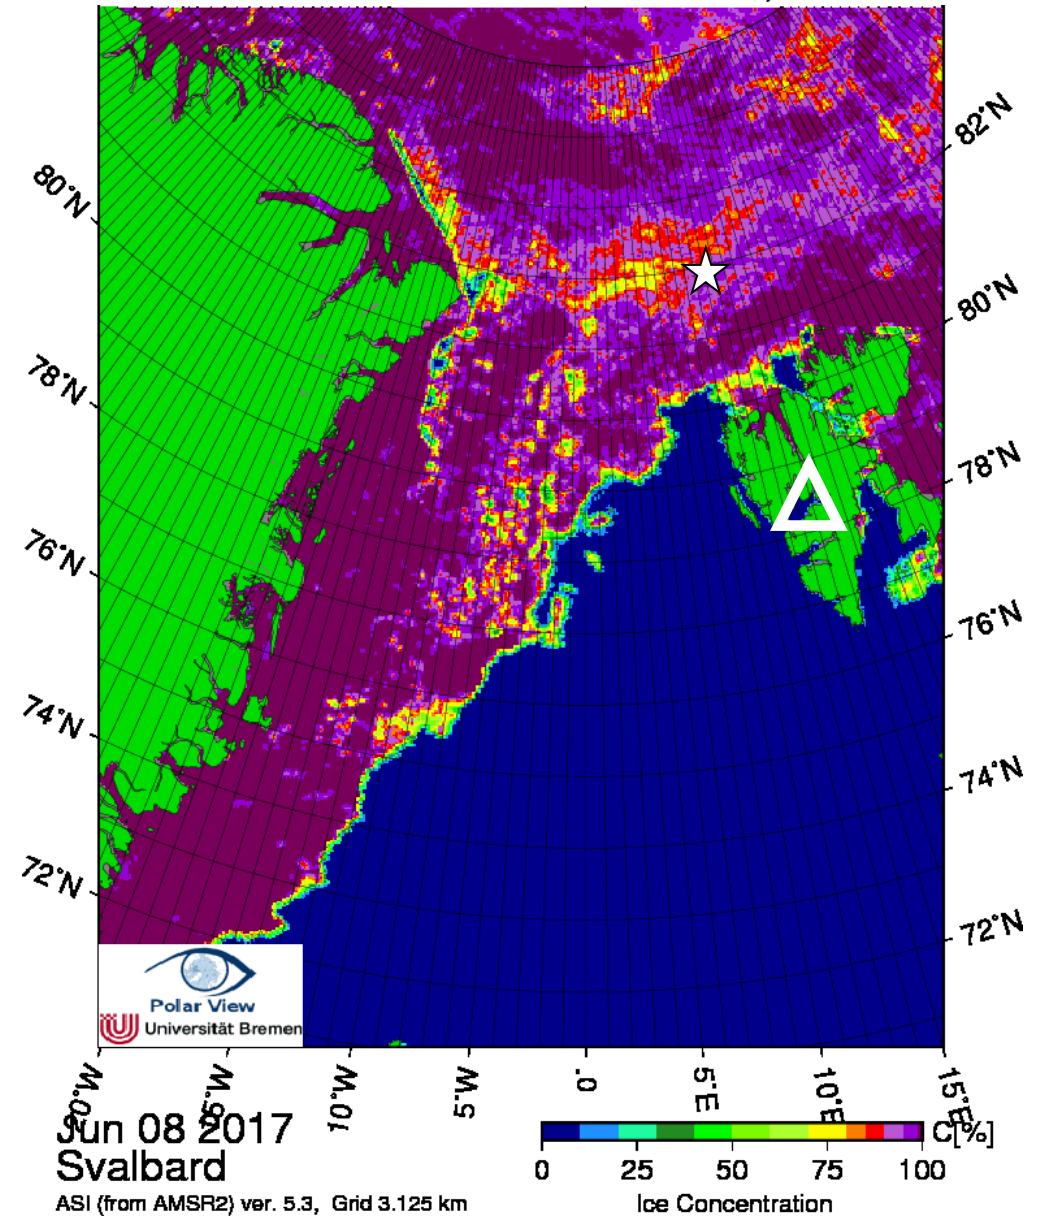 82°N
80°N
80°N
78°N
78°N
76°N
76°N
74°N
74°N
72°N
72°N
Polar View
Universität Bremen
20°W 15°W 10°W 5°W 0° 5°E 10°E 15°E
Jun 08 2017
Svalbard
ASI (from AMSR2) ver. 5.3, Grid 3.125 km
C[%]
0 25 50 75 100
Ice Concentration